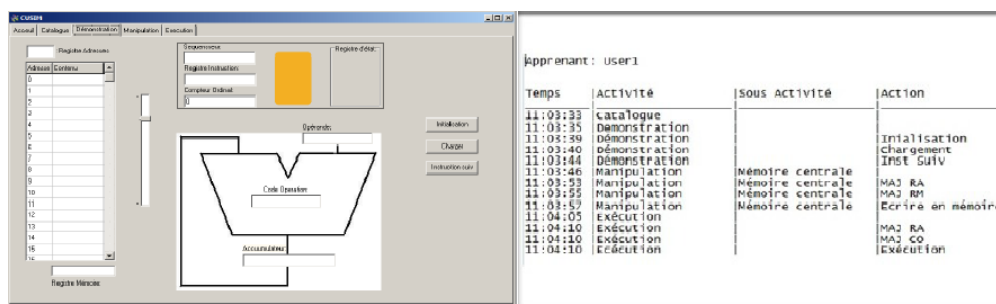 CUSIM
Acceuil Catalogue Démonstration Manipulation Execution
Registre Adresses
Adresse Contenu
0
1
2
3
4
5
6
7
8
9
10
11
12
13
14
15
Registre Mémoire
Sequenceur
Registre Instruction
Compteur Ordinal
0
Registre d'état
Opérande
Code Operation
Accumulateur
Initialisation
Charger
Instruction suiv
Apprenant: User1
Temps |Activité |Sous Activité |Action
11:03:33 |Catalogue | |
11:03:35 |Demonstration | |
11:03:39 |Démonstration | |Inialisation
11:03:40 |Démonstration | |Chargement
11:03:44 |Démonstration | |Inst Suiv
11:03:46 |Manipulation |Mémoire centrale |
11:03:53 |Manipulation |Mémoire centrale |MAJ RA
11:03:55 |Manipulation |Mémoire centrale |MAJ RM
11:03:57 |Manipulation |Mémoire centrale |Ecrire en mémoire
11:04:05 |Exécution | |
11:04:10 |Exécution | |MAJ RA
11:04:10 |Exécution | |MAJ CO
11:04:10 |Exécution | |Exécution